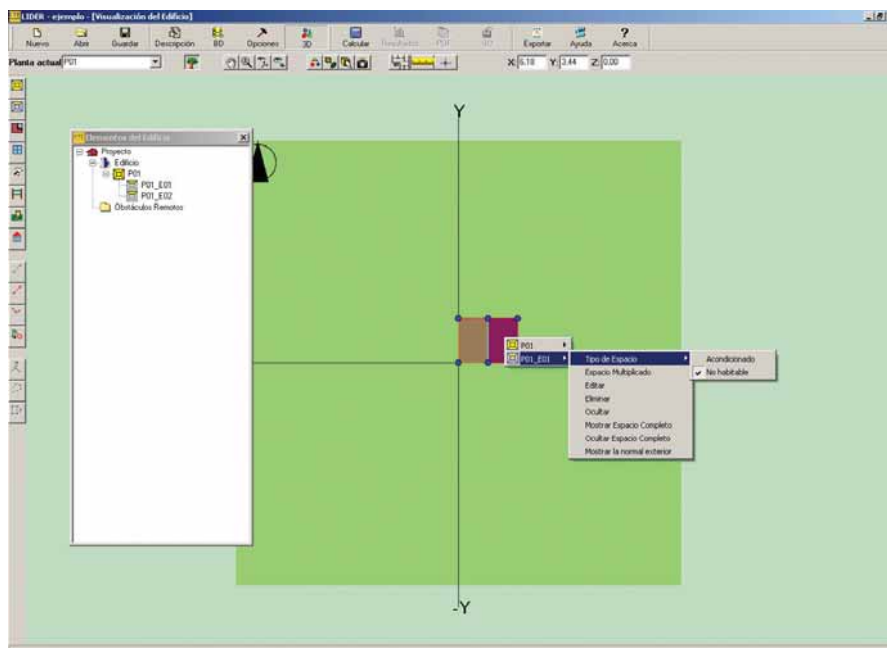 LIDER - ejemplo - [Visualización del Edificio]
Nuevo Abrir Guardar Descripción BD Opciones 3D Calcular Resultados PDF Exportar Ayuda Acerca
Planta actual P01 X: 6.18 Y: 3.44 Z: 0.00
Y
Elementos del Edificio
Proyecto
Edificio
P01
P01_E01
P01_E02
Obstáculos Remotos
P01
P01_E01 Tipo de Espacio Acondicionado
Espacio Multiplicado No habitable
Editar
Eliminar
Ocultar
Mostrar Espacio Completo
Ocultar Espacio Completo
Mostrar la normal exterior
-Y